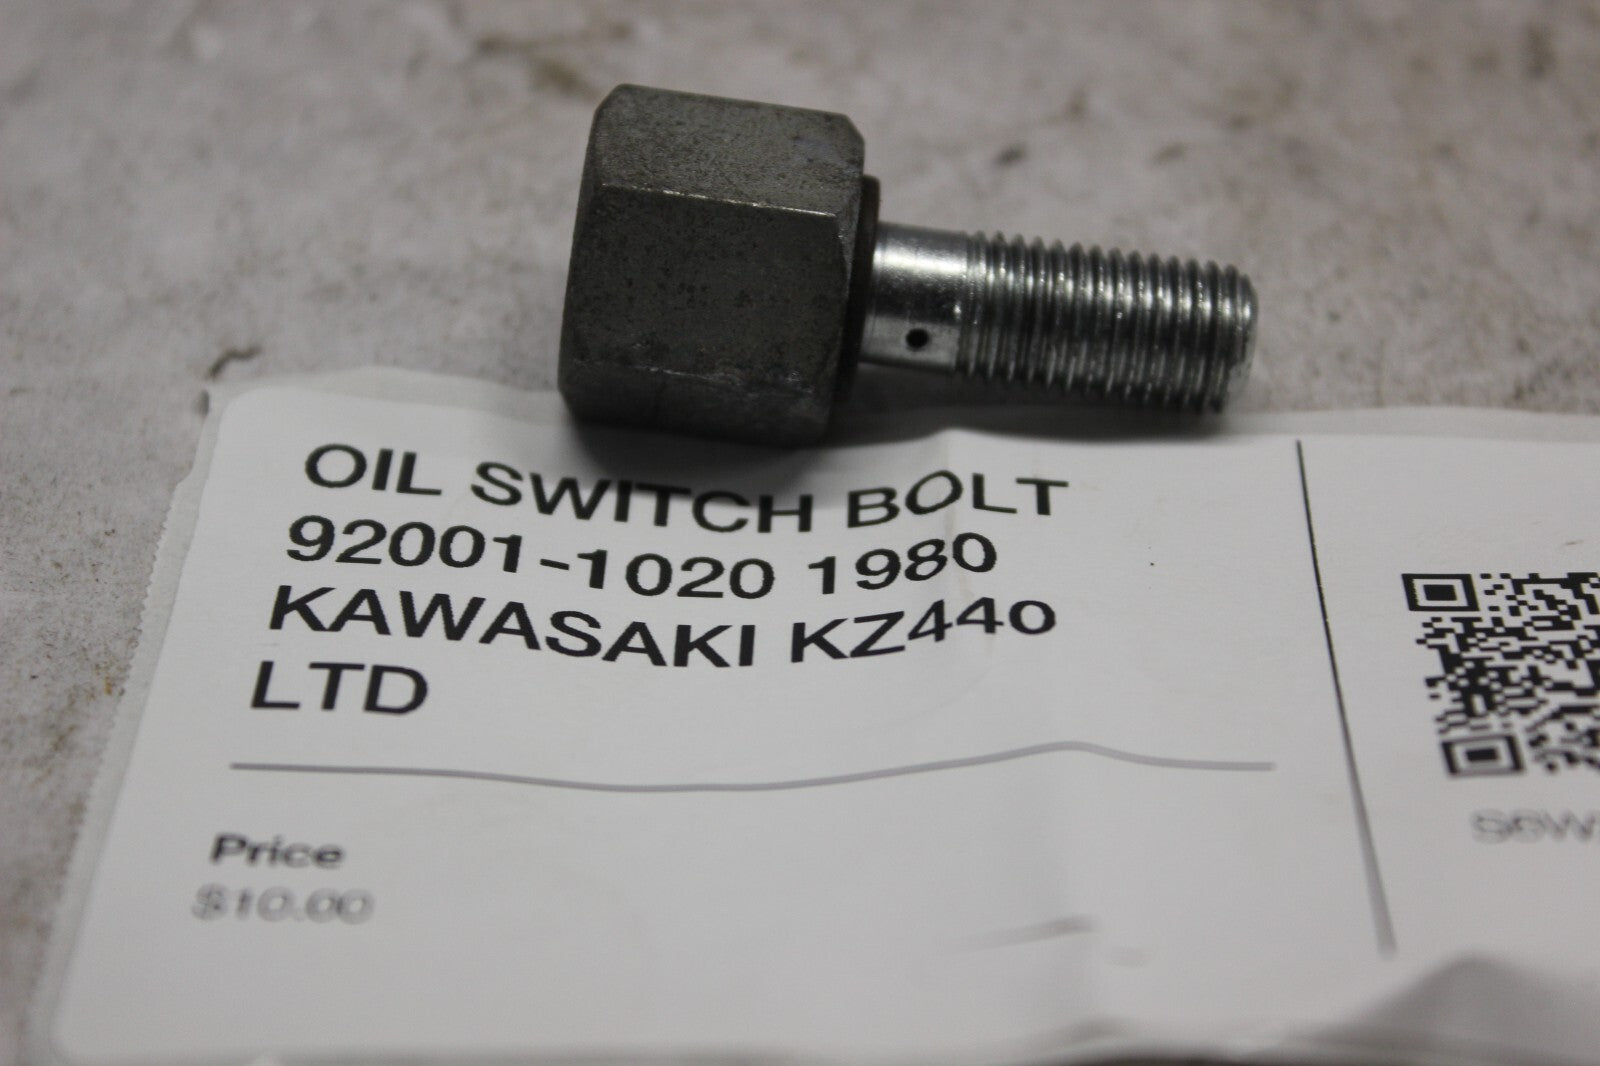 OIL SWITCH BOLT
92001-1020 1980
KAWASAKI KZ440
LTD
Price
$10.00